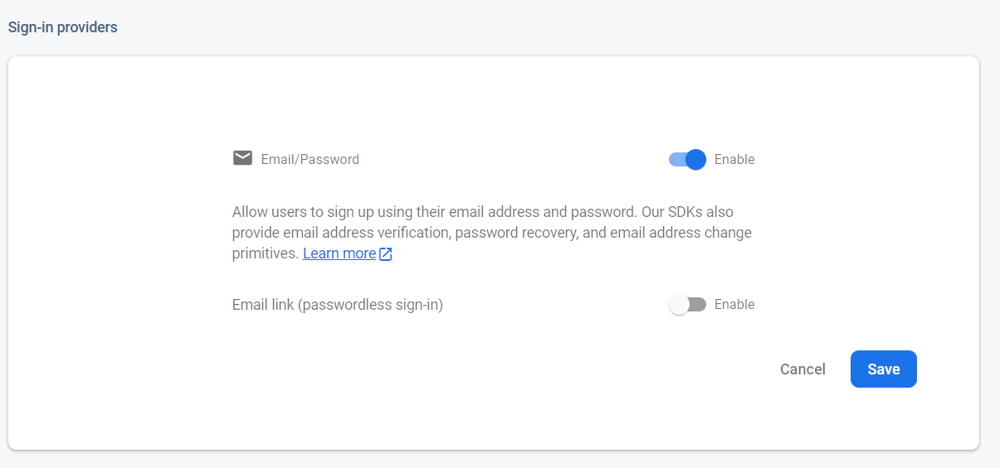 Sign-in providers
Email/Password
Enable
Allow users to sign up using their email address and password. Our SDKs also
provide email address verification, password recovery, and email address change
primitives. Learn more
Email link (passwordless sign-in)
Enable
Cancel
Save